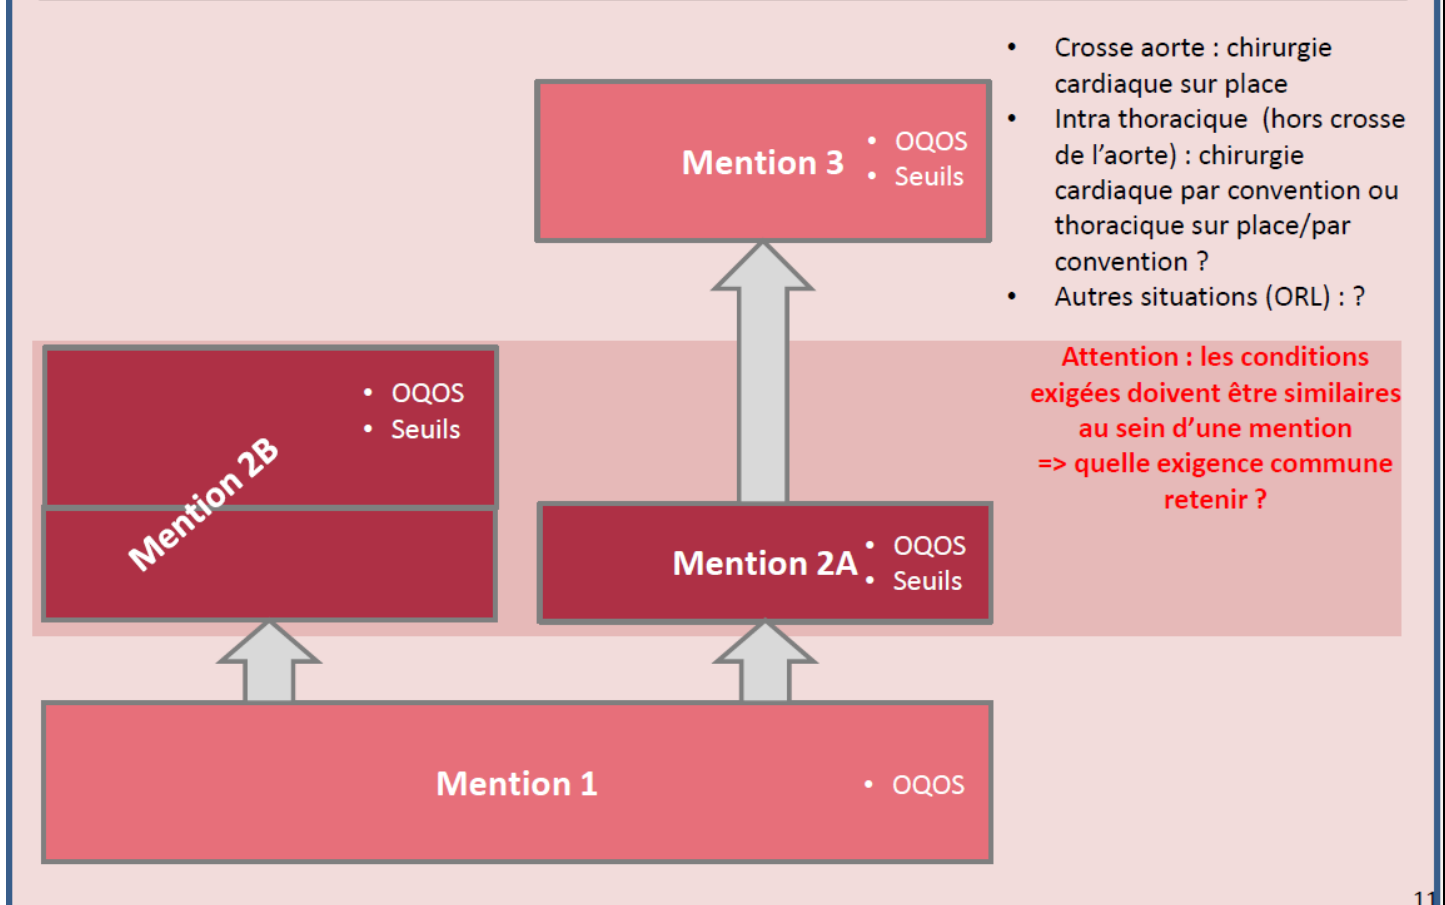 • Crosse aorte : chirurgie
cardiaque sur place
• Intra thoracique (hors crosse
de l’aorte) : chirurgie
cardiaque par convention ou
thoracique sur place/par
convention ?
• Autres situations (ORL) : ?
Mention 3
• OQOS
• Seuils
Attention : les conditions
exigées doivent être similaires
au sein d’une mention
=> quelle exigence commune
retenir ?
Mention 2B
• OQOS
• Seuils
Mention 2A
• OQOS
• Seuils
Mention 1
• OQOS
11